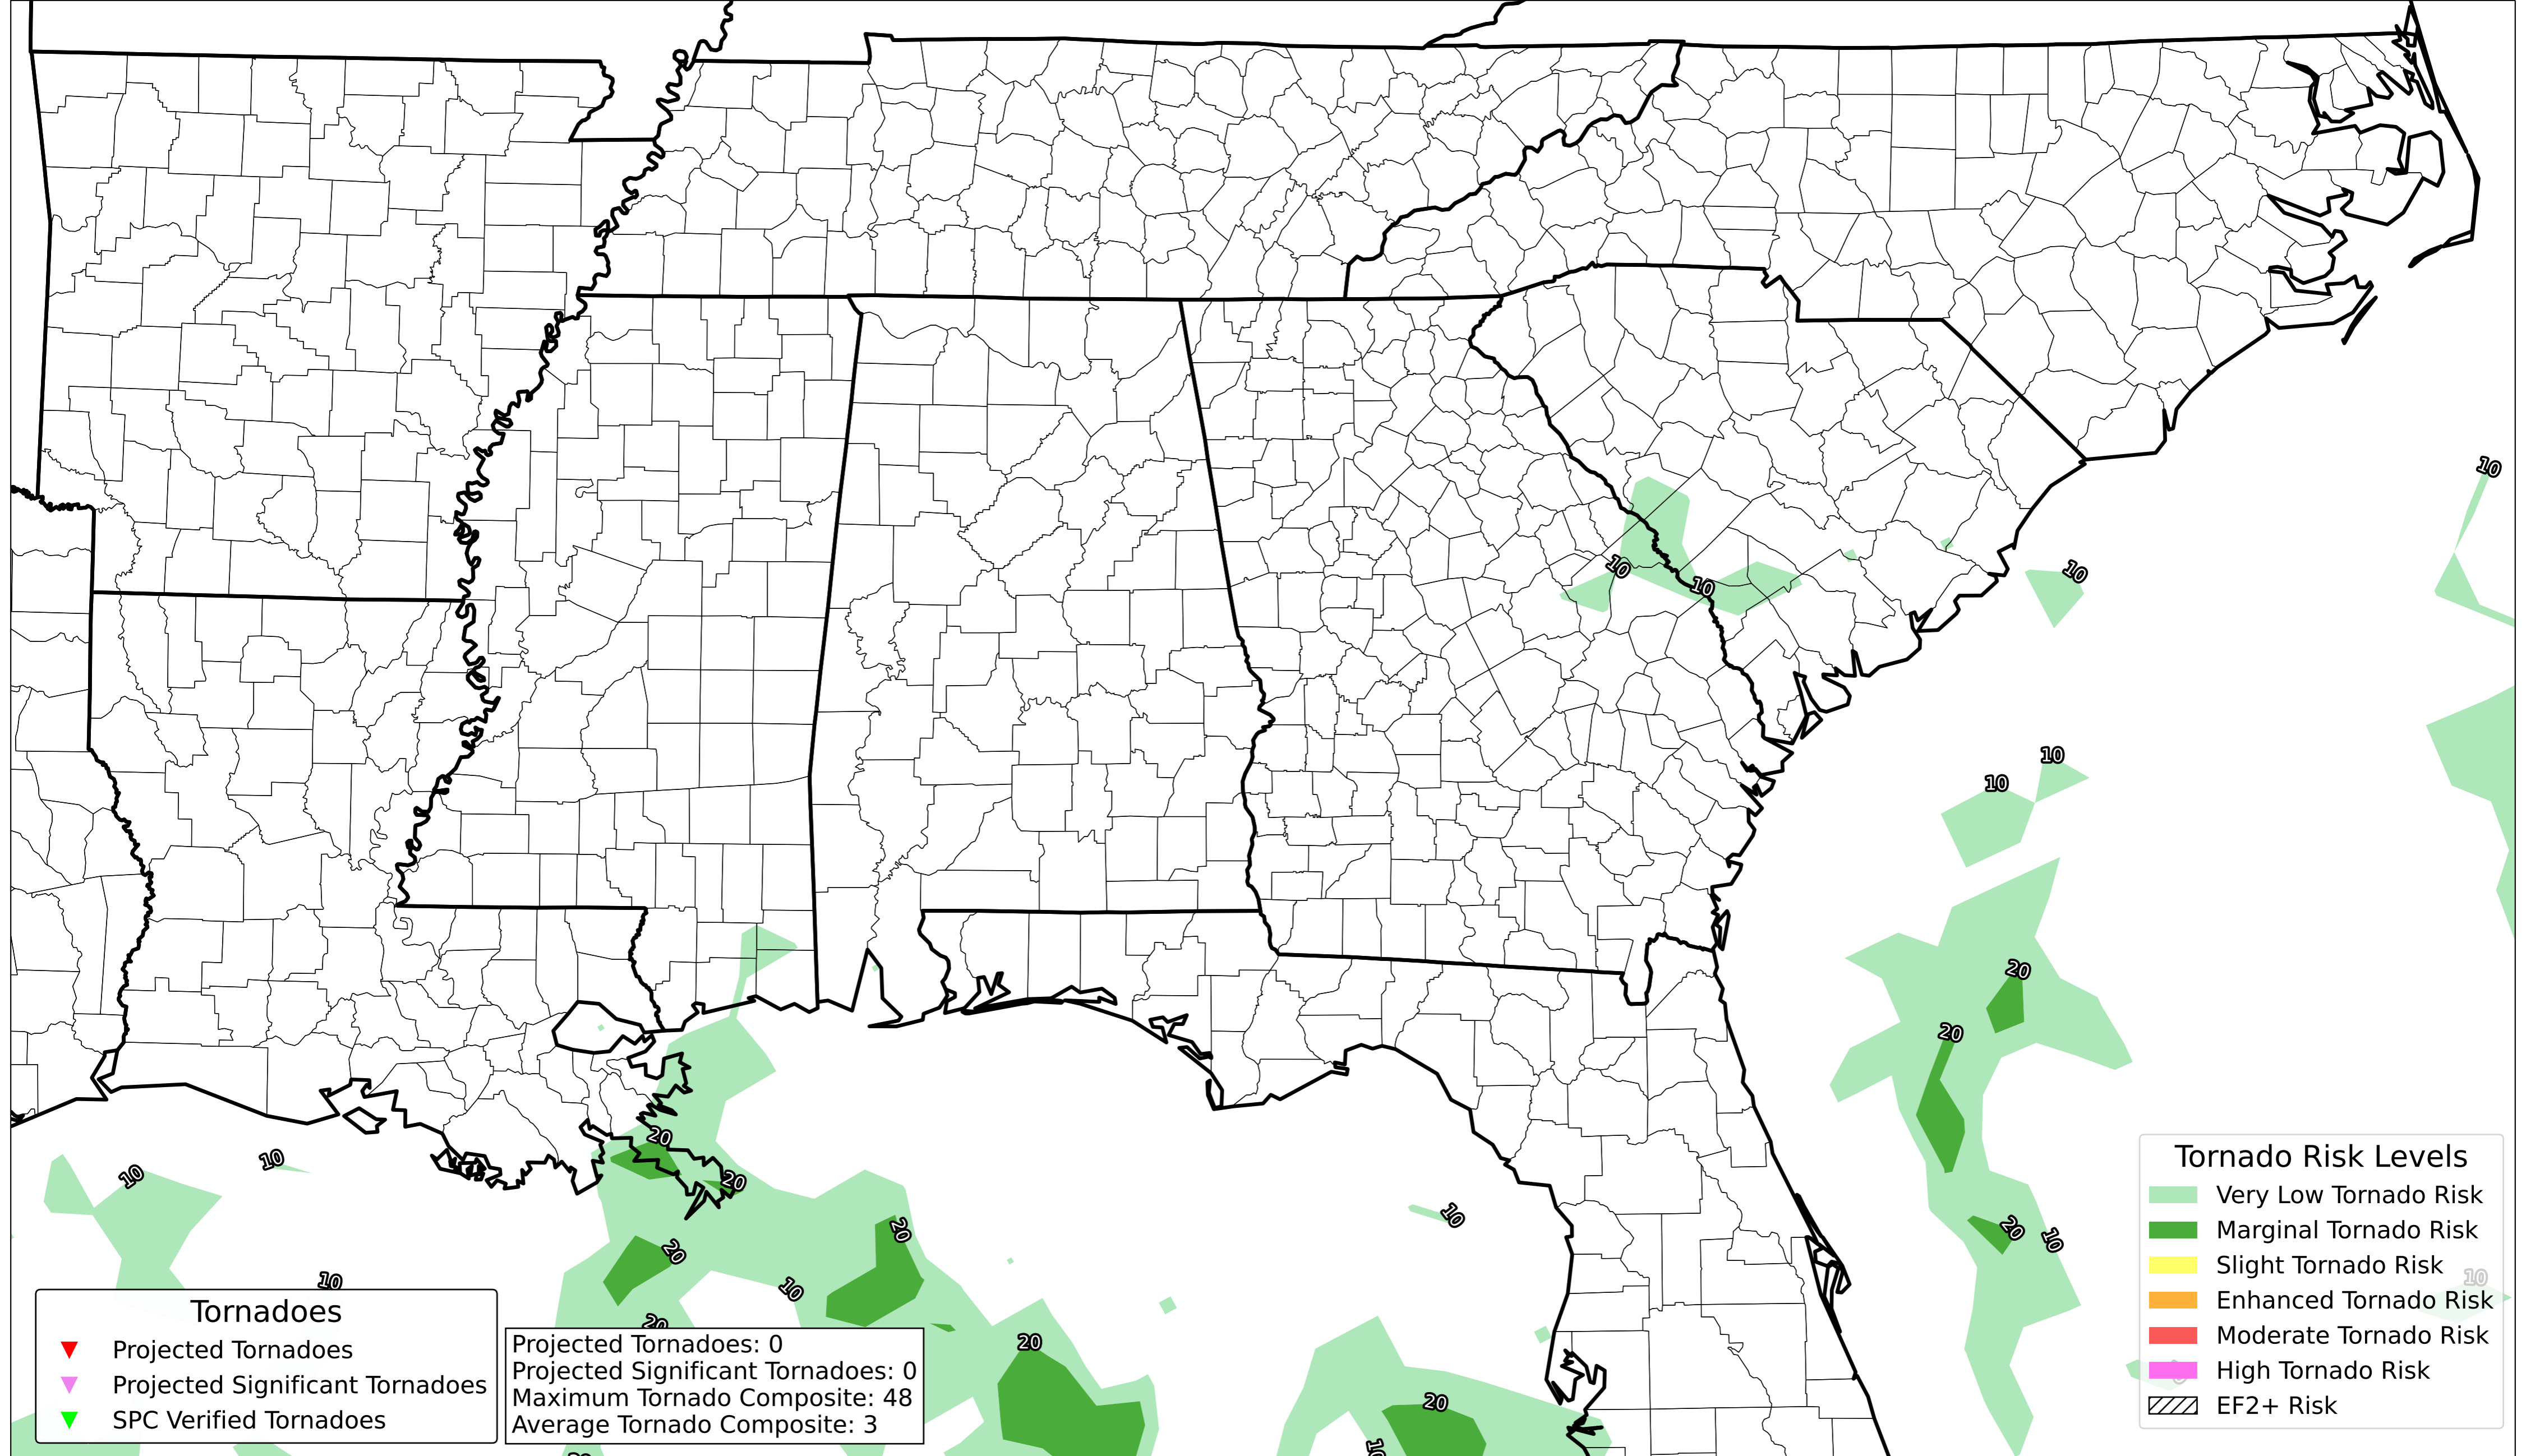 10
10
10
10
10
10
20
20
10
10
20
20
10
20
20
10
20
10
10
10
20
20
20
10
Tornado Risk Levels
Very Low Tornado Risk
Marginal Tornado Risk
Slight Tornado Risk
Enhanced Tornado Risk
Moderate Tornado Risk
High Tornado Risk
EF2+ Risk
Tornadoes
Projected Tornadoes
Projected Significant Tornadoes
SPC Verified Tornadoes
Projected Tornadoes: 0
Projected Significant Tornadoes: 0
Maximum Tornado Composite: 48
Average Tornado Composite: 3